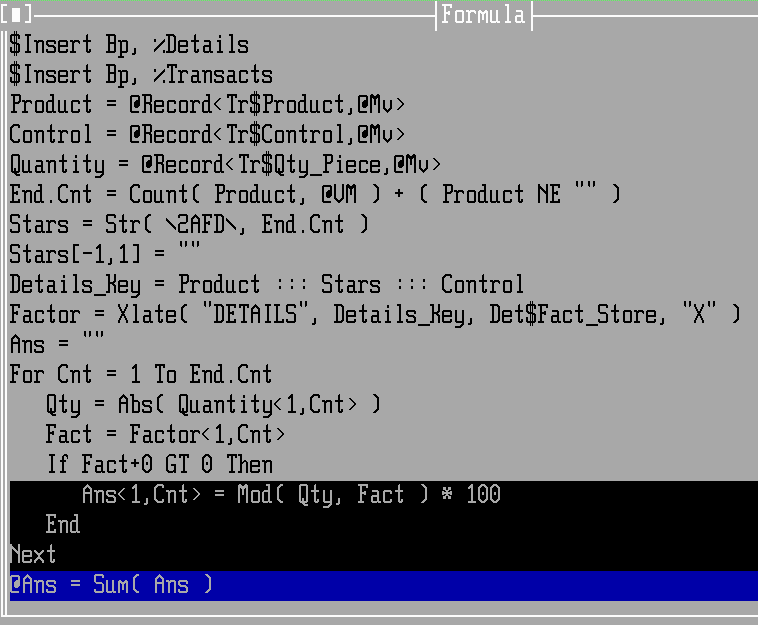 [■] Formula
$Insert Bp, %Details
$Insert Bp, %Transacts
Product = @Record<Tr$Product,@Mv>
Control = @Record<Tr$Control,@Mv>
Quantity = @Record<Tr$Qty_Piece,@Mv>
End.Cnt = Count( Product, @VM ) + ( Product NE "" )
Stars = Str( \2AFD\, End.Cnt )
Stars[-1,1] = ""
Details_Key = Product ::: Stars ::: Control
Factor = Xlate( "DETAILS", Details_Key, Det$Fact_Store, "X" )
Ans = ""
For Cnt = 1 To End.Cnt
   Qty = Abs( Quantity<1,Cnt> )
   Fact = Factor<1,Cnt>
   If Fact+0 GT 0 Then
      Ans<1,Cnt> = Mod( Qty, Fact ) * 100
   End
Next
@Ans = Sum( Ans )